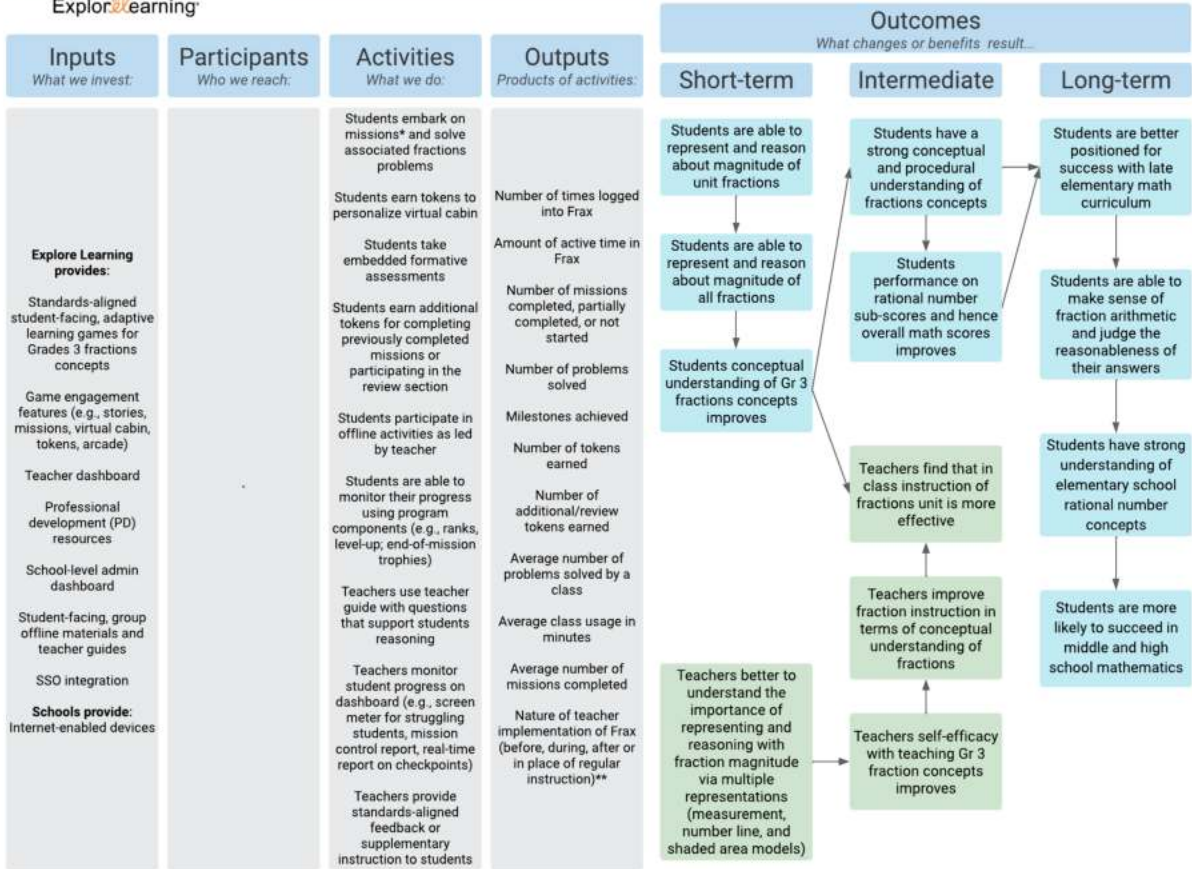 ExploreLearning
Inputs
What we invest:
Explore Learning
provides:
Standards-aligned
student-facing, adaptive
learning games for
Grades 3 fractions
concepts
Game engagement
features (e.g., stories,
missions, virtual cabin,
tokens, arcade)
Teacher dashboard
Professional
development (PD)
resources
School-level admin
dashboard
Student-facing, group
offline materials and
teacher guides
SSO integration
Schools provide:
Internet-enabled devices
Participants
Who we reach:
Activities
What we do:
Students embark on
missions* and solve
associated fractions
problems
Students earn tokens to
personalize virtual cabin
Students take
embedded formative
assessments
Students earn additional
tokens for completing
previously completed
missions or
participating in the
review section
Students participate in
offline activities as led
by teacher
Students are able to
monitor their progress
using program
components (e.g., ranks,
level-up; end-of-mission
trophies)
Teachers use teacher
guide with questions
that support students
reasoning
Teachers monitor
student progress on
dashboard (e.g., screen
meter for struggling
students, mission
control report, real-time
report on checkpoints)
Teachers provide
standards-aligned
feedback or
supplementary
instruction to students
Outputs
Products of activities:
Number of times logged
into Frax
Amount of active time in
Frax
Number of missions
completed, partially
completed, or not
started
Number of problems
solved
Milestones achieved
Number of tokens
earned
Number of
additional/review
tokens earned
Average number of
problems solved by a
class
Average class usage in
minutes
Average number of
missions completed
Nature of teacher
implementation of Frax
(before, during, after or
in place of regular
instruction)**
Outcomes
What changes or benefits result...
Short-term
Students are able to
represent and reason
about magnitude of
unit fractions
Students are able to
represent and reason
about magnitude of
all fractions
Students conceptual
understanding of Gr 3
fractions concepts
improves
Teachers better to
understand the
importance of
representing and
reasoning with
fraction magnitude
via multiple
representations
(measurement,
number line, and
shaded area models)
Intermediate
Students have a
strong conceptual
and procedural
understanding of
fractions concepts
Students
performance on
rational number
sub-scores and hence
overall math scores
improves
Teachers find that in
class instruction of
fractions unit is more
effective
Teachers improve
fraction instruction in
terms of conceptual
understanding of
fractions
Teachers self-efficacy
with teaching Gr 3
fraction concepts
improves
Long-term
Students are better
positioned for
success with late
elementary math
curriculum
Students are able to
make sense of
fraction arithmetic
and judge the
reasonableness of
their answers
Students have strong
understanding of
elementary school
rational number
concepts
Students are more
likely to succeed in
middle and high
school mathematics